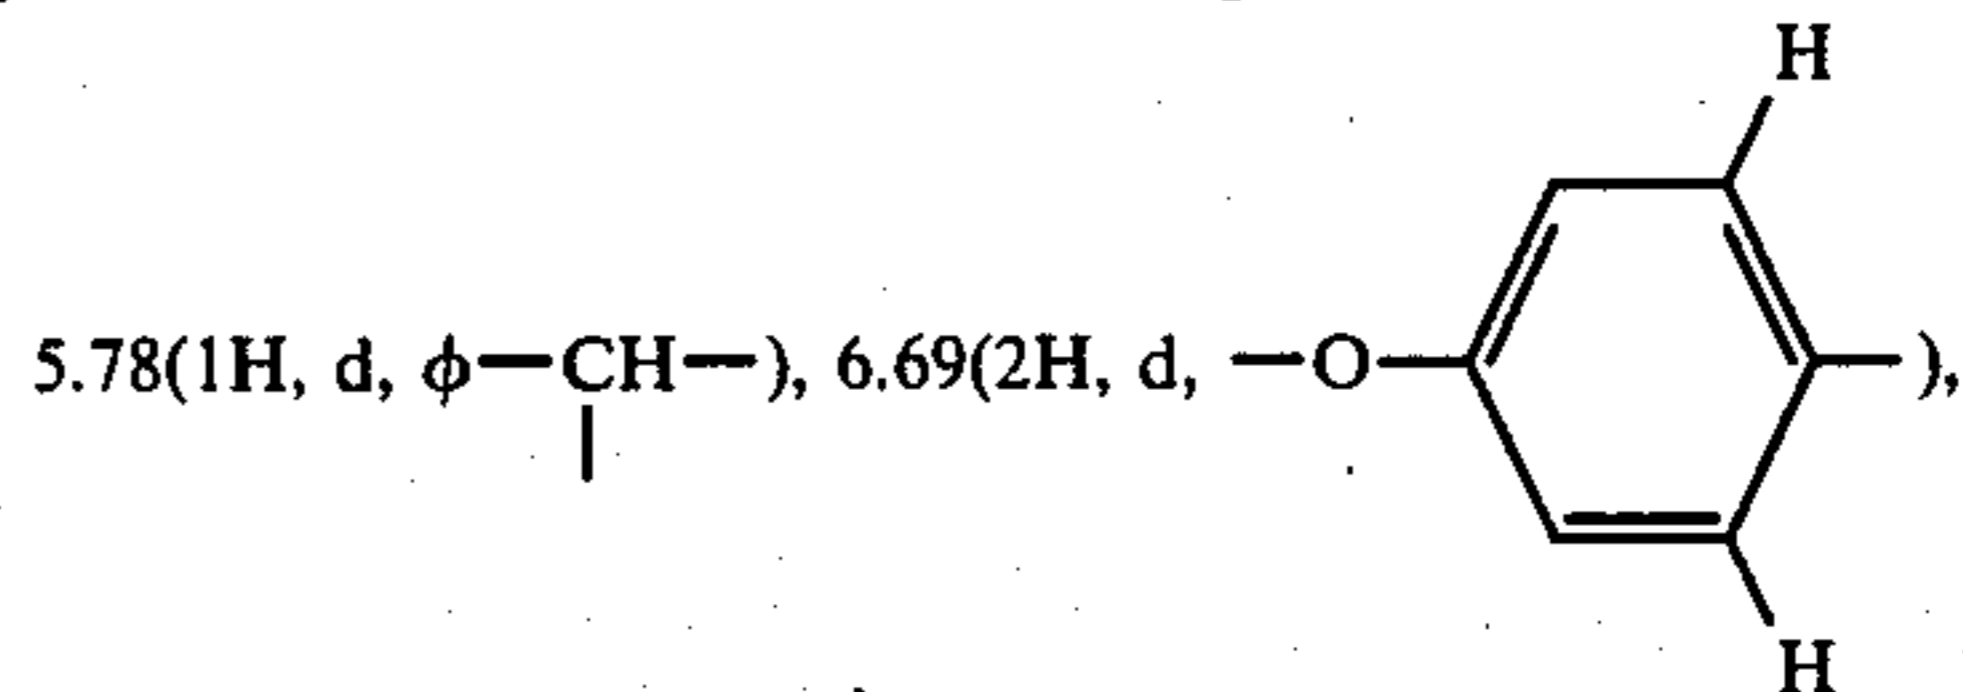 H
5.78(1H, d, ϕ—CH—), 6.69(2H, d, —O— —),
H